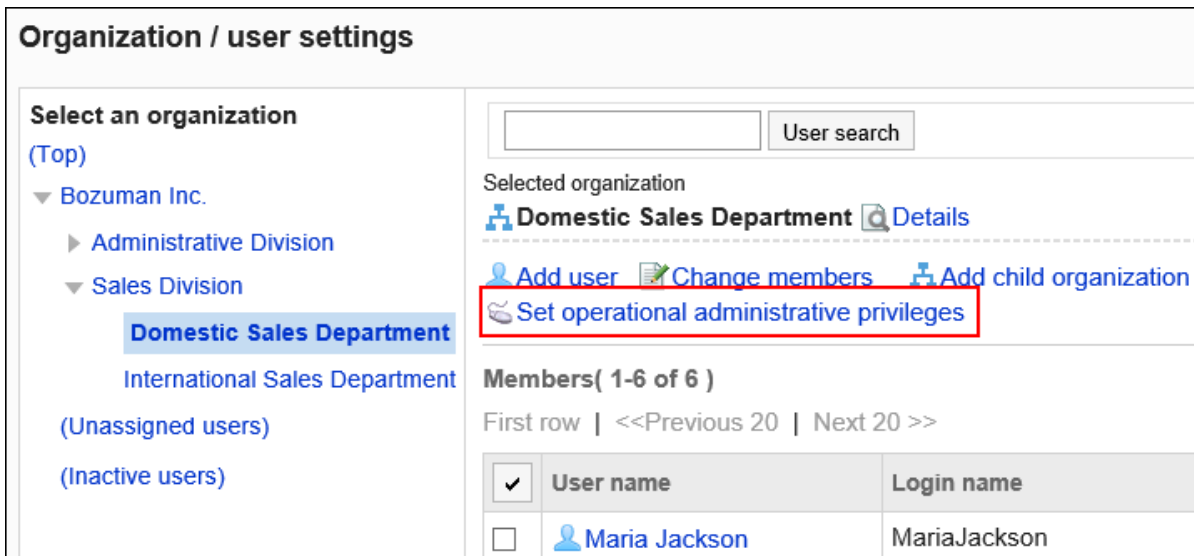 Organization / user settings
Select an organization
(Top)
Bozuman Inc.
Administrative Division
Sales Division
Domestic Sales Department
International Sales Department
(Unassigned users)
(Inactive users)
User search
Selected organization
Domestic Sales Department Details
Add user Change members Add child organization
Set operational administrative privileges
Members( 1-6 of 6 )
First row | <<Previous 20 | Next 20 >>
User name Login name
Maria Jackson MariaJackson